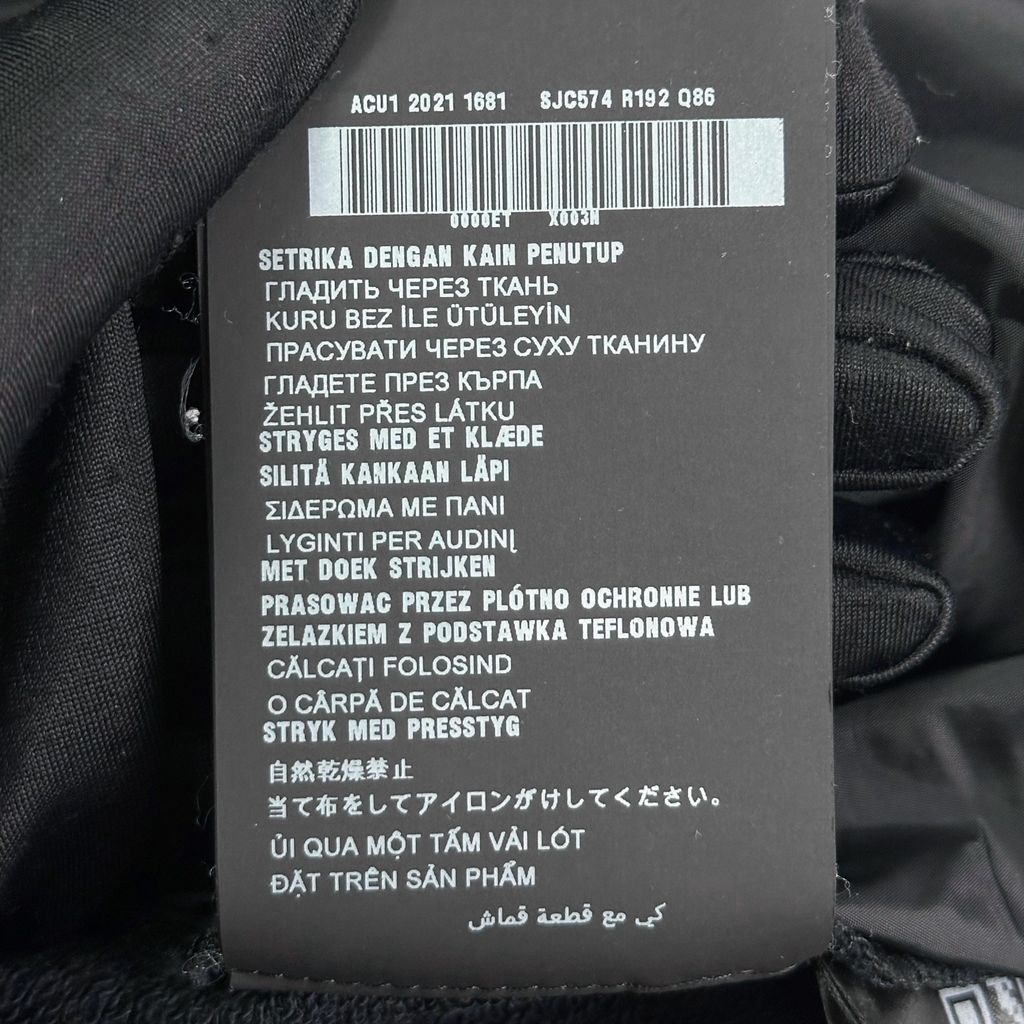 ACU1 2021 1681 SJC574 R192 Q86
0000ET X003N
SETRIKA DENGAN KAIN PENUTUP
ГЛАДИТЬ ЧЕРЕЗ ТКАНЬ
KURU BEZ İLE ÜTÜLEYİN
ПРАСУВАТИ ЧЕРЕЗ СУХУ ТКАНИНУ
ГЛАДЕТЕ ПРЕЗ КЪРПА
ŽEHLIT PŘES LÁTKU
STRYGES MED ET KLÆDE
SILITÄ KANKAAN LÄPI
ΣΙΔΕΡΩΜΑ ΜΕ ΠΑΝΙ
LYGINTI PER AUDINĮ
MET DOEK STRIJKEN
PRASOWAC PRZEZ PLÓTNO OCHRONNE LUB
ZELAZKIEM Z PODSTAWKA TEFLONOWA
CĂLCAŢI FOLOSIND
O CÂRPĂ DE CĂLCAT
STRYK MED PRESSTYG
自然乾燥禁止
当て布をしてアイロンがけしてください。
ỦI QUA MỘT TẤM VẢI LÓT
ĐẶT TRÊN SẢN PHẨM
كي مع قطعة قماش